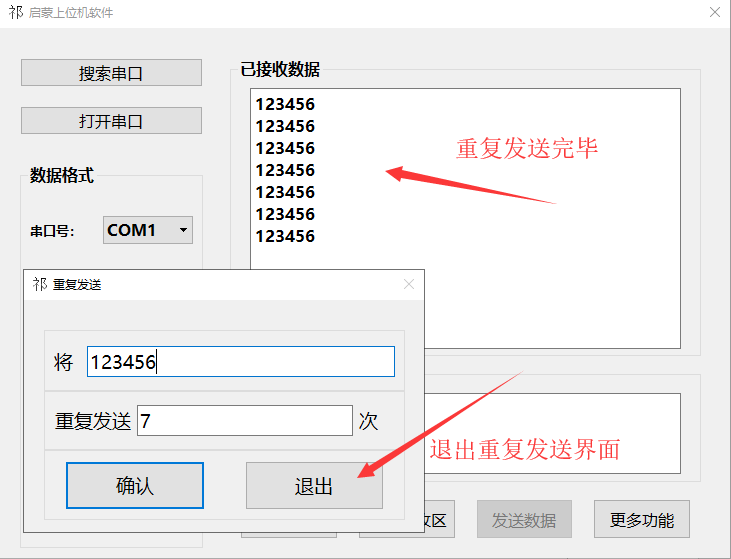 祁 启蒙上位机软件
搜索串口
打开串口
数据格式
串口号:
COM1
已接收数据
123456
123456
123456
123456
123456
123456
123456
重复发送完毕
祁 重复发送
将 123456
重复发送 7 次
确认
退出
退出重复发送界面
区
发送数据
更多功能